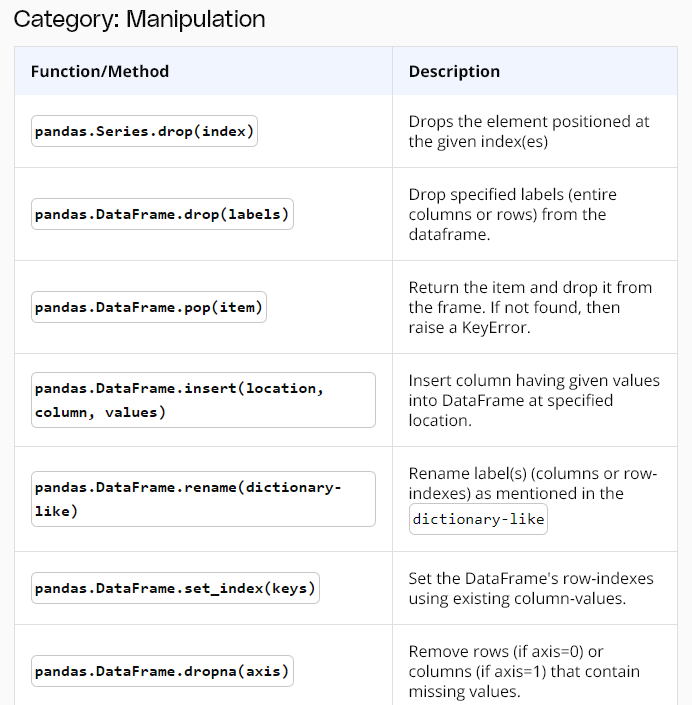 Category: Manipulation
Function/Method
Description
pandas.Series.drop(index)
Drops the element positioned at
the given index(es)
pandas.DataFrame.drop(labels)
Drop specified labels (entire
columns or rows) from the
dataframe.
pandas.DataFrame.pop(item)
Return the item and drop it from
the frame. If not found, then
raise a KeyError.
pandas.DataFrame.insert(location,
column, values)
Insert column having given values
into DataFrame at specified
location.
pandas.DataFrame.rename(dictionary-
like)
Rename label(s) (columns or row-
indexes) as mentioned in the
dictionary-like
pandas.DataFrame.set_index(keys)
Set the DataFrame's row-indexes
using existing column-values.
pandas.DataFrame.dropna(axis)
Remove rows (if axis=0) or
columns (if axis=1) that contain
missing values.